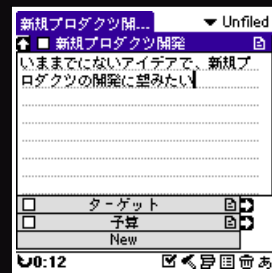 新規プロダクツ開...
Unfiled
新規プロダクツ開発
いままでにないアイデアで、新規プ
ロダクツの開発に望みたい
ターゲット
予算
New
0:12
あ